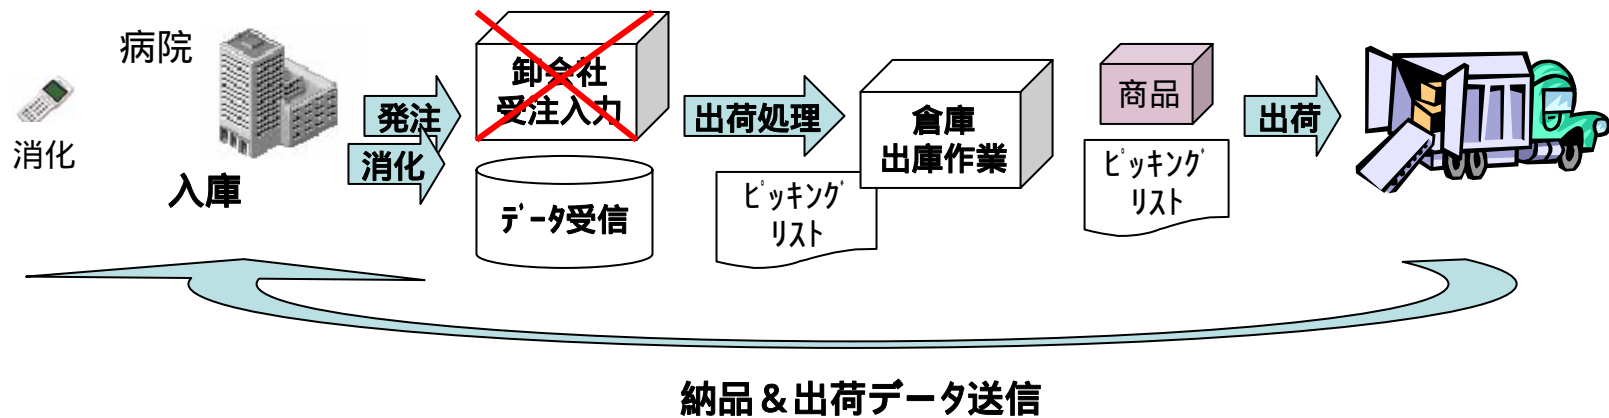 病院
消化
入庫
発注
消化
卸会社
受注入力
ﾃﾞｰﾀ受信
出荷処理
ﾋﾟｯｷﾝｸﾞ
ﾘｽﾄ
倉庫
出庫作業
商品
ﾋﾟｯｷﾝｸﾞ
ﾘｽﾄ
出荷
納品＆出荷データ送信